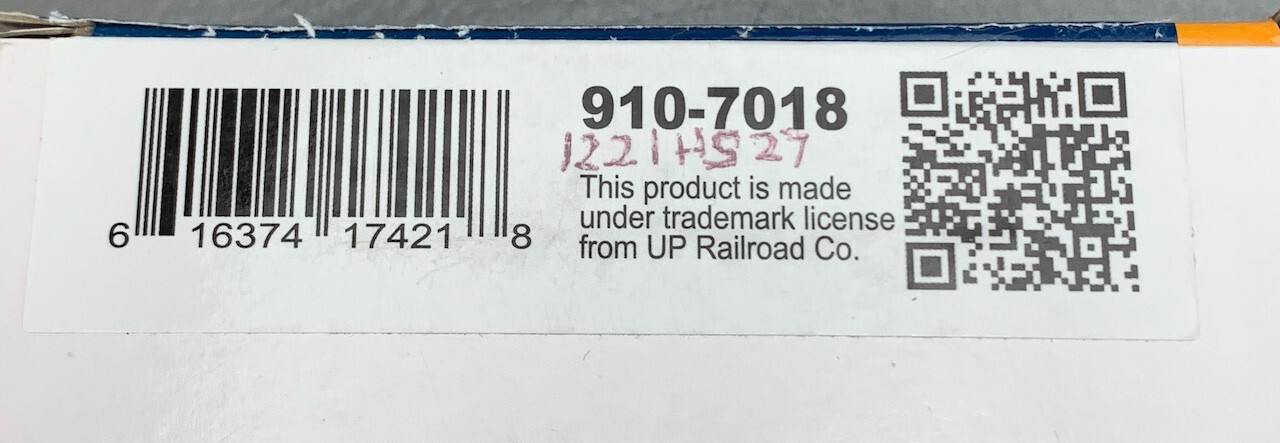 6 16374 17421 8
910-7018
1221HS27
This product is made
under trademark license
from UP Railroad Co.